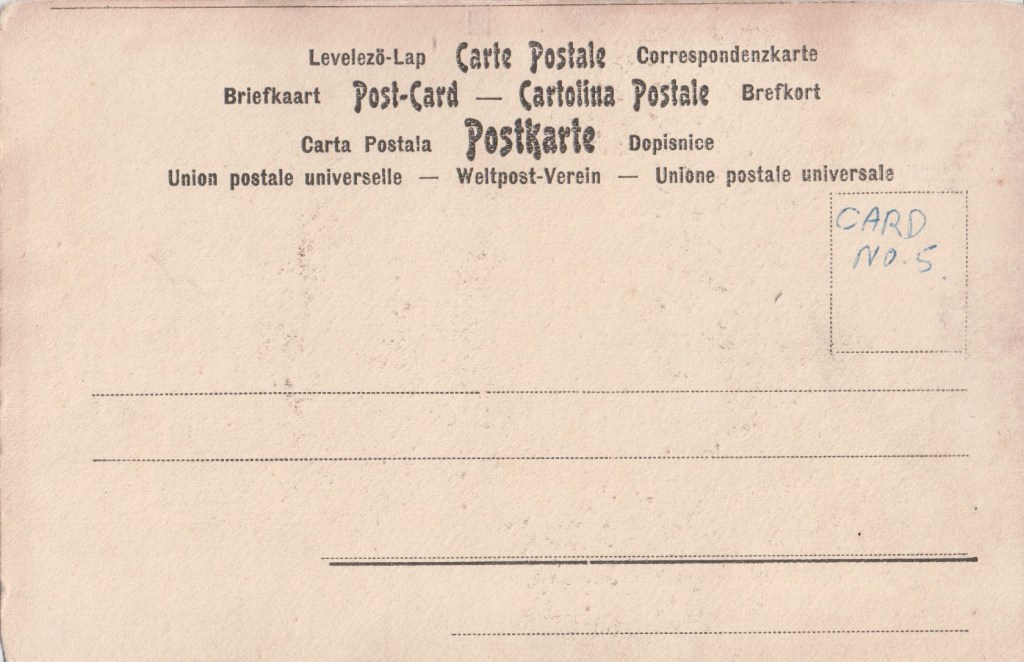 Levelező-Lap Carte Postale Correspondenzkarte
Briefkaart Post-Card — Cartolina Postale Brefkort
Carta Postala Postkarte Dopisnice
Union postale universelle — Weltpost-Verein — Unione postale universale
CARD
NO. 5.